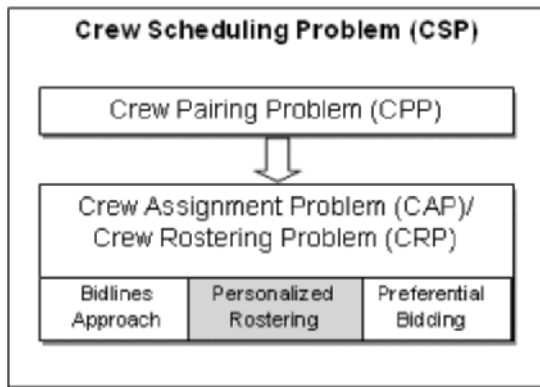 Crew Scheduling Problem (CSP)
Crew Pairing Problem (CPP)
Crew Assignment Problem (CAP)/
Crew Rostering Problem (CRP)
Bidlines
Approach
Personalized
Rostering
Preferential
Bidding